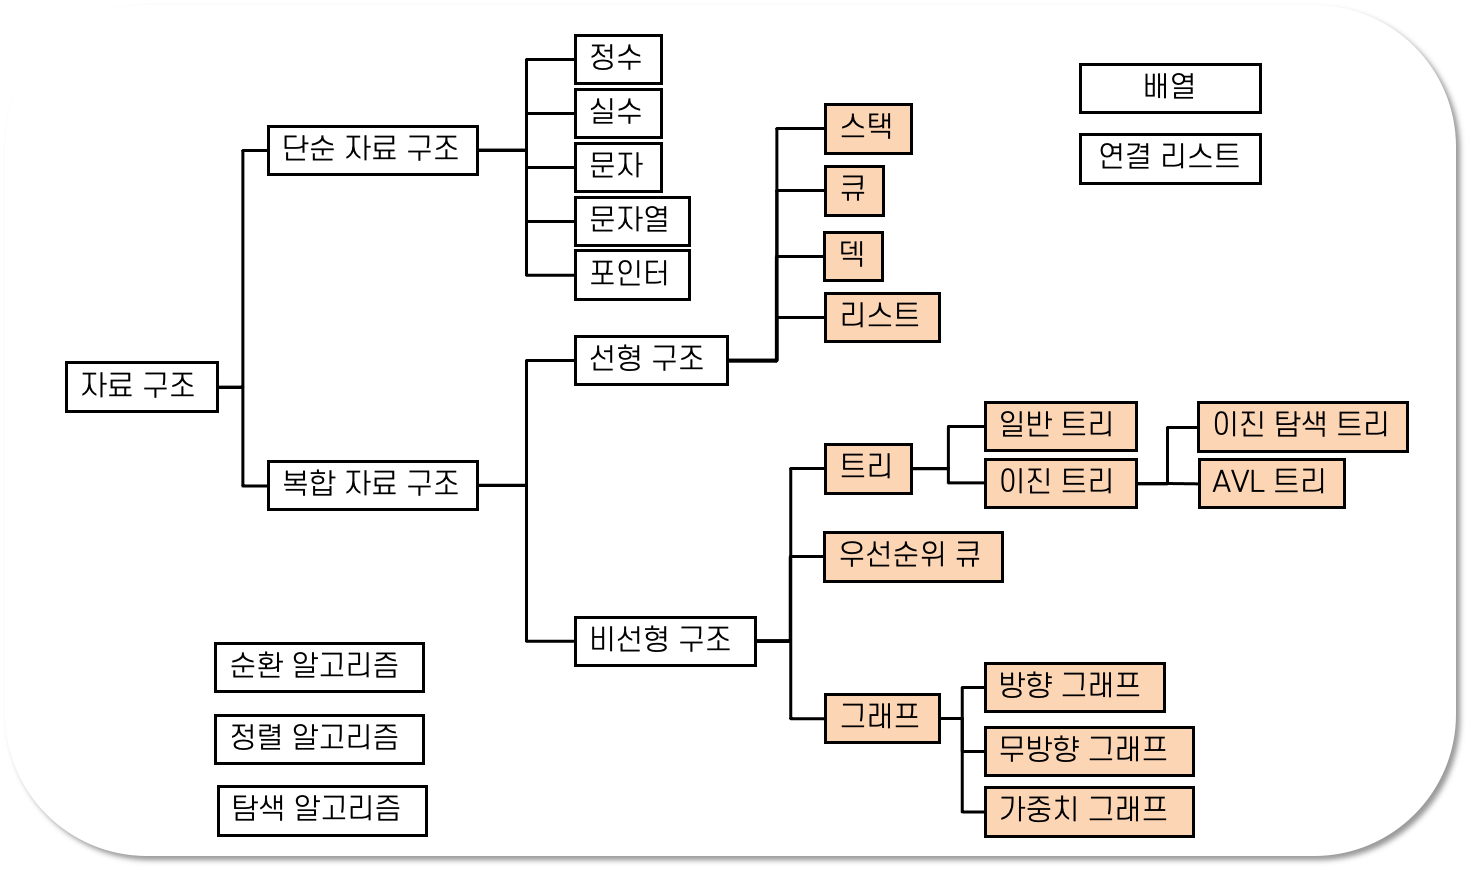 자료 구조
단순 자료 구조
정수
실수
문자
문자열
포인터
복합 자료 구조
선형 구조
스택
큐
덱
리스트
비선형 구조
트리
일반 트리
이진 트리
이진 탐색 트리
AVL 트리
우선순위 큐
그래프
방향 그래프
무방향 그래프
가중치 그래프
배열
연결 리스트
순환 알고리즘
정렬 알고리즘
탐색 알고리즘